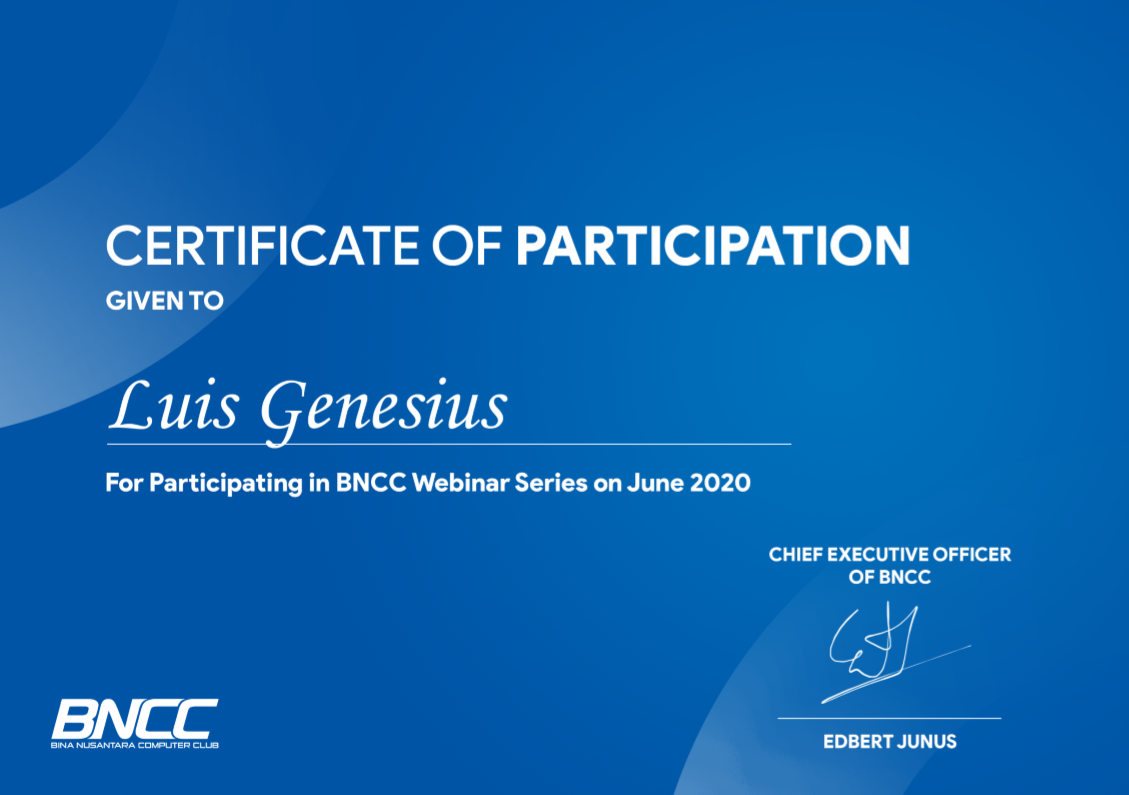 CERTIFICATE OF PARTICIPATION
GIVEN TO
Luis Genesius
For Participating in BNCC Webinar Series on June 2020
CHIEF EXECUTIVE OFFICER
OF BNCC
EDBERT JUNUS
BNCC
BINA NUSANTARA COMPUTER CLUB